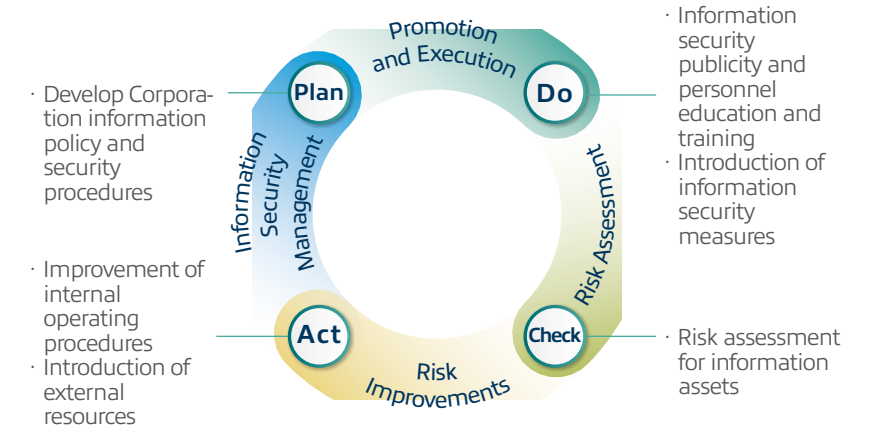 Promotion
and Execution
Plan
Do
· Develop Corpora-
tion information
policy and
security
procedures
· Information
security
publicity and
personnel
education and
training
· Introduction of
information
security
measures
Information
Security
Management
Risk Assessment
· Improvement of
internal
operating
procedures
· Introduction of
external
resources
Act
Check
· Risk assessment
for information
assets
Risk
Improvements